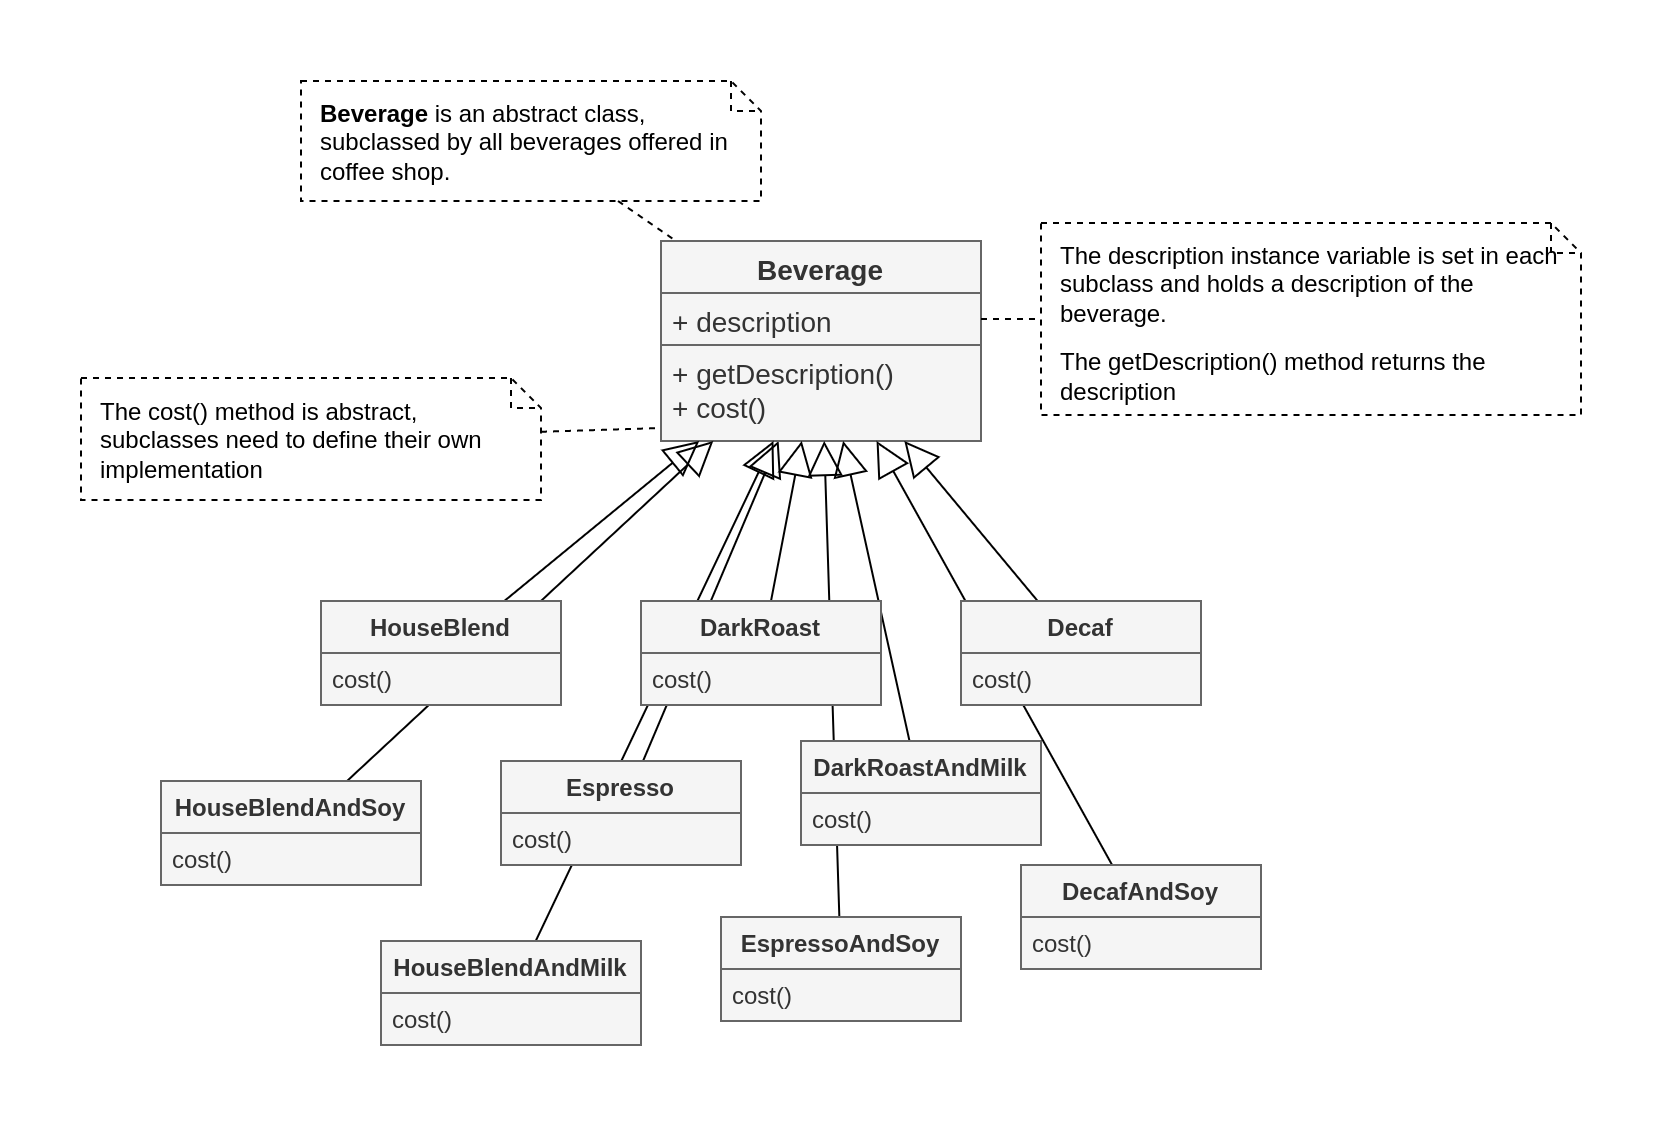 Beverage is an abstract class,
subclassed by all beverages offered in
coffee shop.
Beverage
+ description
+ getDescription()
+ cost()
The description instance variable is set in each
subclass and holds a description of the
beverage.
The getDescription() method returns the
description
The cost() method is abstract,
subclasses need to define their own
implementation
HouseBlend
cost()
DarkRoast
cost()
Decaf
cost()
HouseBlendAndSoy
cost()
Espresso
cost()
DarkRoastAndMilk
cost()
DecafAndSoy
cost()
HouseBlendAndMilk
cost()
EspressoAndSoy
cost()